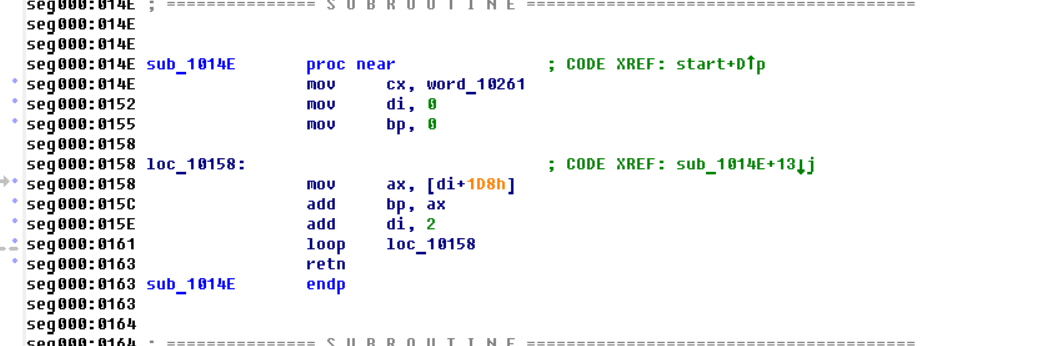 seg000:014E ; =============== S U B R O U T I N E =======================================
seg000:014E
seg000:014E
seg000:014E sub_1014E proc near ; CODE XREF: start+D↑p
seg000:014E mov cx, word_10261
seg000:0152 mov di, 0
seg000:0155 mov bp, 0
seg000:0158
seg000:0158 loc_10158: ; CODE XREF: sub_1014E+13↓j
seg000:0158 mov ax, [di+1D8h]
seg000:015C add bp, ax
seg000:015E add di, 2
seg000:0161 loop loc_10158
seg000:0163 retn
seg000:0163 sub_1014E endp
seg000:0163
seg000:0164
seg000:0164 ; =============== S U B R O U T I N E =======================================